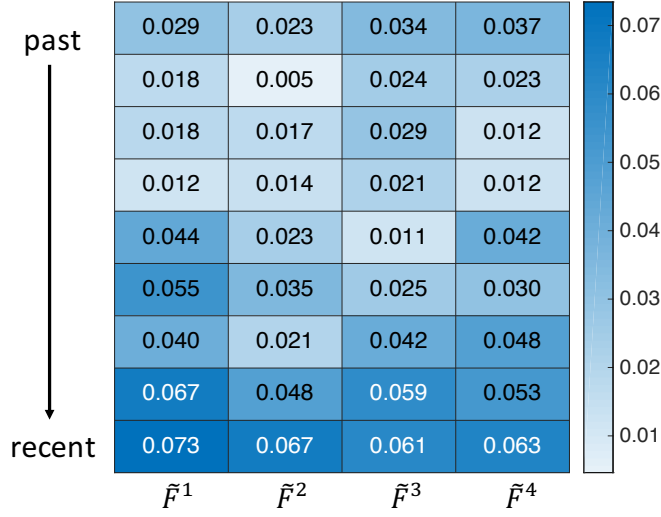 past
0.029 0.023 0.034 0.037 0.07
0.018 0.005 0.024 0.023 0.06
0.018 0.017 0.029 0.012 0.05
0.012 0.014 0.021 0.012
0.044 0.023 0.011 0.042 0.04
0.055 0.035 0.025 0.030 0.03
0.040 0.021 0.042 0.048 0.02
0.067 0.048 0.059 0.053
recent 0.073 0.067 0.061 0.063 0.01
F̃¹ F̃² F̃³ F̃⁴